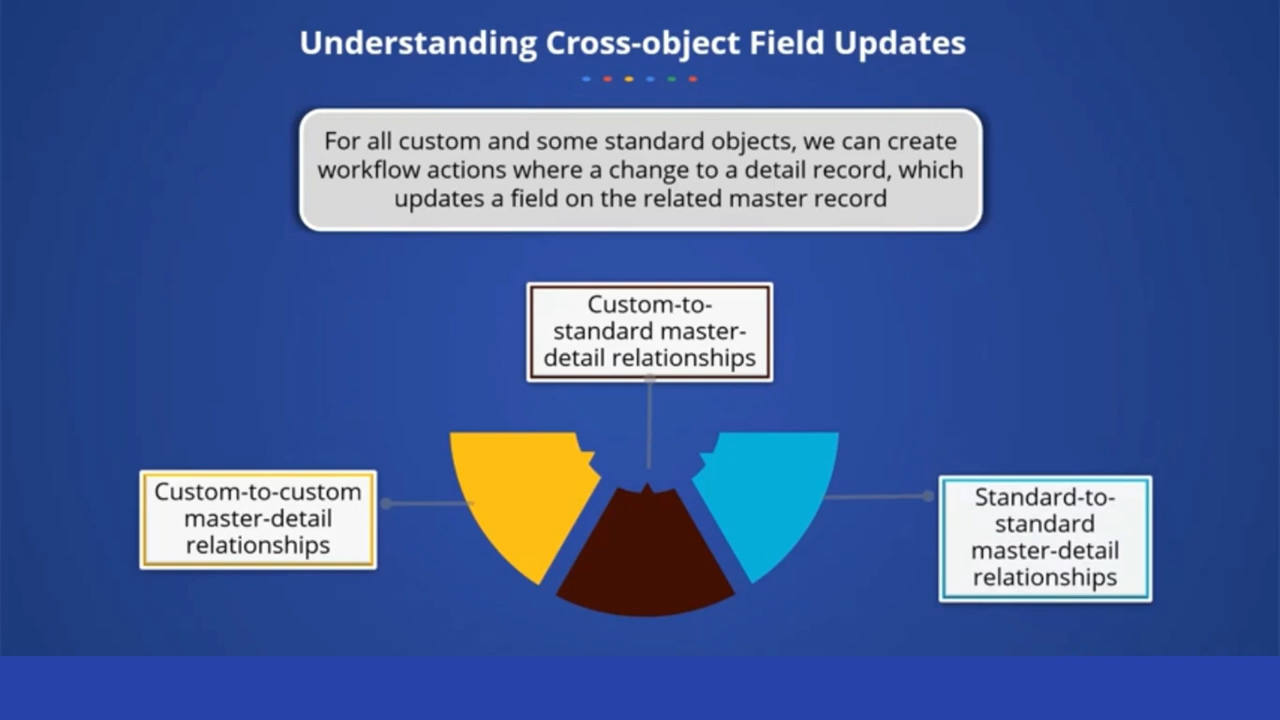 Understanding Cross-object Field Updates
For all custom and some standard objects, we can create
workflow actions where a change to a detail record, which
updates a field on the related master record
Custom-to-
standard master-
detail relationships
Custom-to-custom
master-detail
relationships
Standard-to-
standard
master-detail
relationships